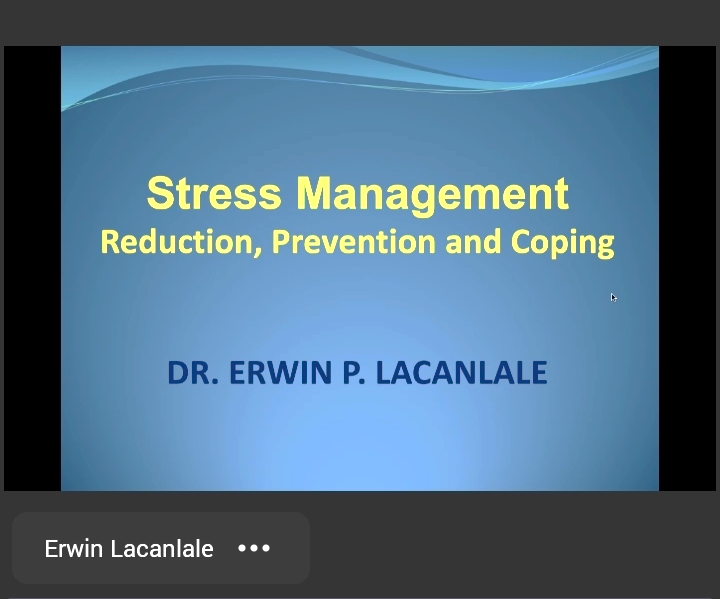 Stress Management
Reduction, Prevention and Coping
DR. ERWIN P. LACANLALE
Erwin Lacanlale